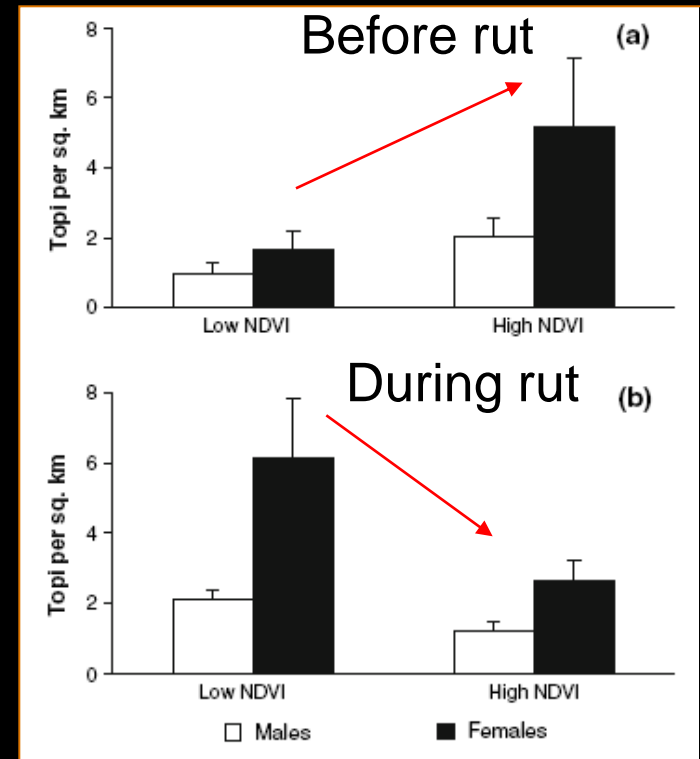 Before rut
(a)
Topi per sq. km
8
6
4
2
0
Low NDVI
High NDVI
During rut
(b)
Topi per sq. km
8
6
4
2
0
Low NDVI
High NDVI
Males
Females